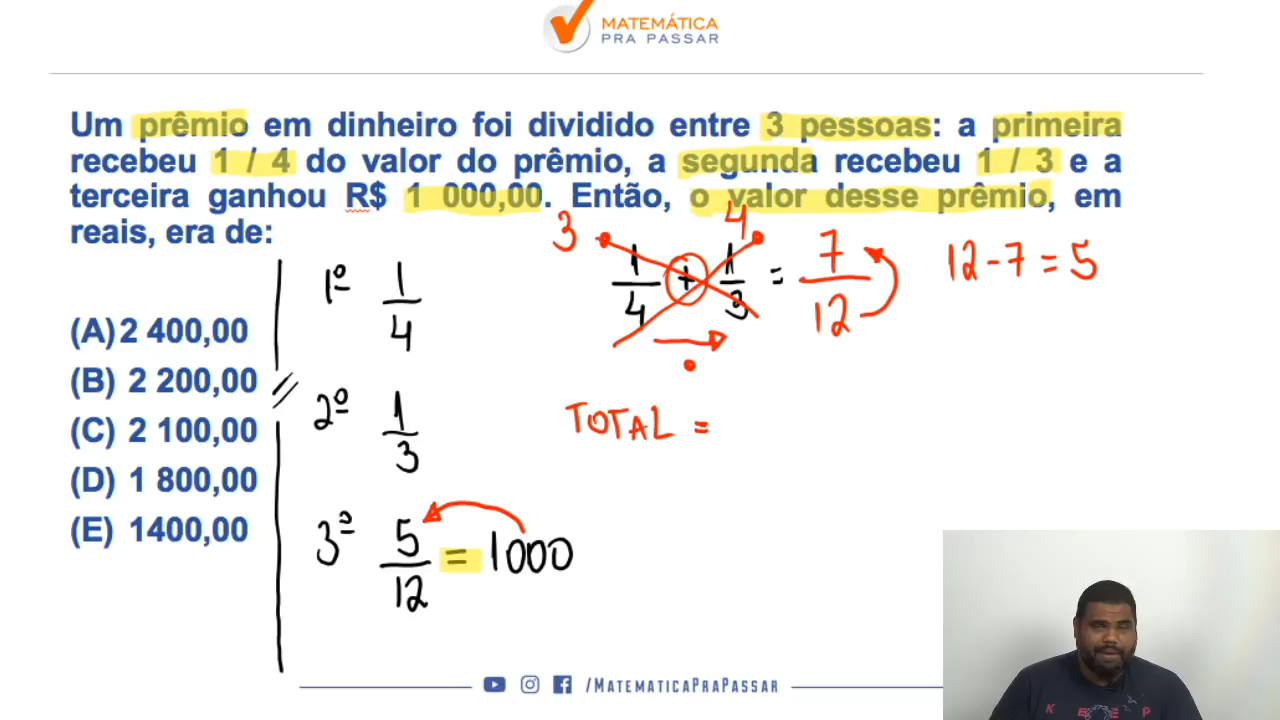 MATEMÁTICA
PRA PASSAR
Um prêmio em dinheiro foi dividido entre 3 pessoas: a primeira
recebeu 1 / 4 do valor do prêmio, a segunda recebeu 1 / 3 e a
terceira ganhou R$ 1 000,00. Então, o valor desse prêmio, em
reais, era de:
(A) 2 400,00
(B) 2 200,00
(C) 2 100,00
(D) 1 800,00
(E) 1400,00
1º 1/4
2º 1/3
3º 5/12 = 1000
3 4
1/4 + 1/3 = 7/12
12 - 7 = 5
TOTAL =
/MATEMATICAPRAPASSAR